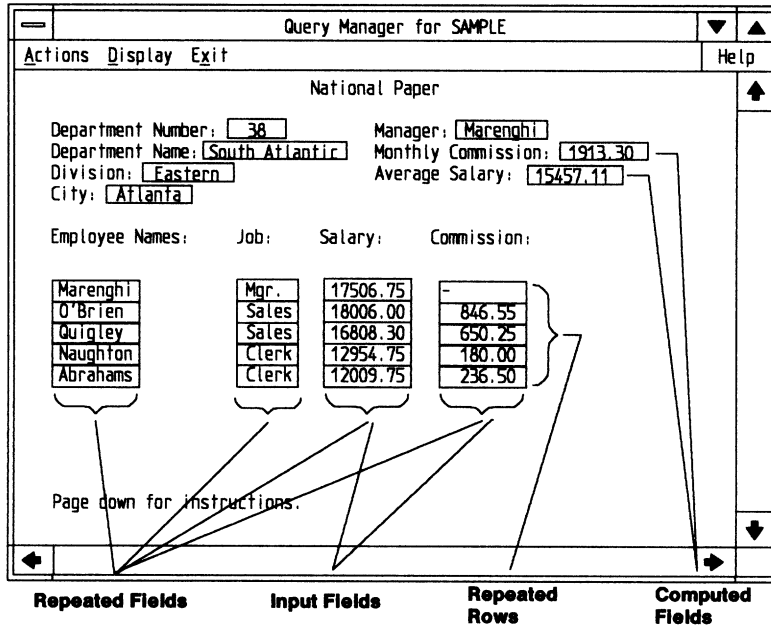 Query Manager for SAMPLE
Actions Display Exit Help
National Paper
Department Number: 38 Manager: Marenghi
Department Name: South Atlantic Monthly Commission: 1913.30
Division: Eastern Average Salary: 15457.11
City: Atlanta
Employee Names: Job: Salary: Commission:
Marenghi Mgr. 17506.75 -
O'Brien Sales 18006.00 846.55
Quigley Sales 16808.30 650.25
Naughton Clerk 12954.75 180.00
Abrahams Clerk 12009.75 236.50
Page down for instructions.
Repeated Fields Input Fields Repeated Rows Computed Fields